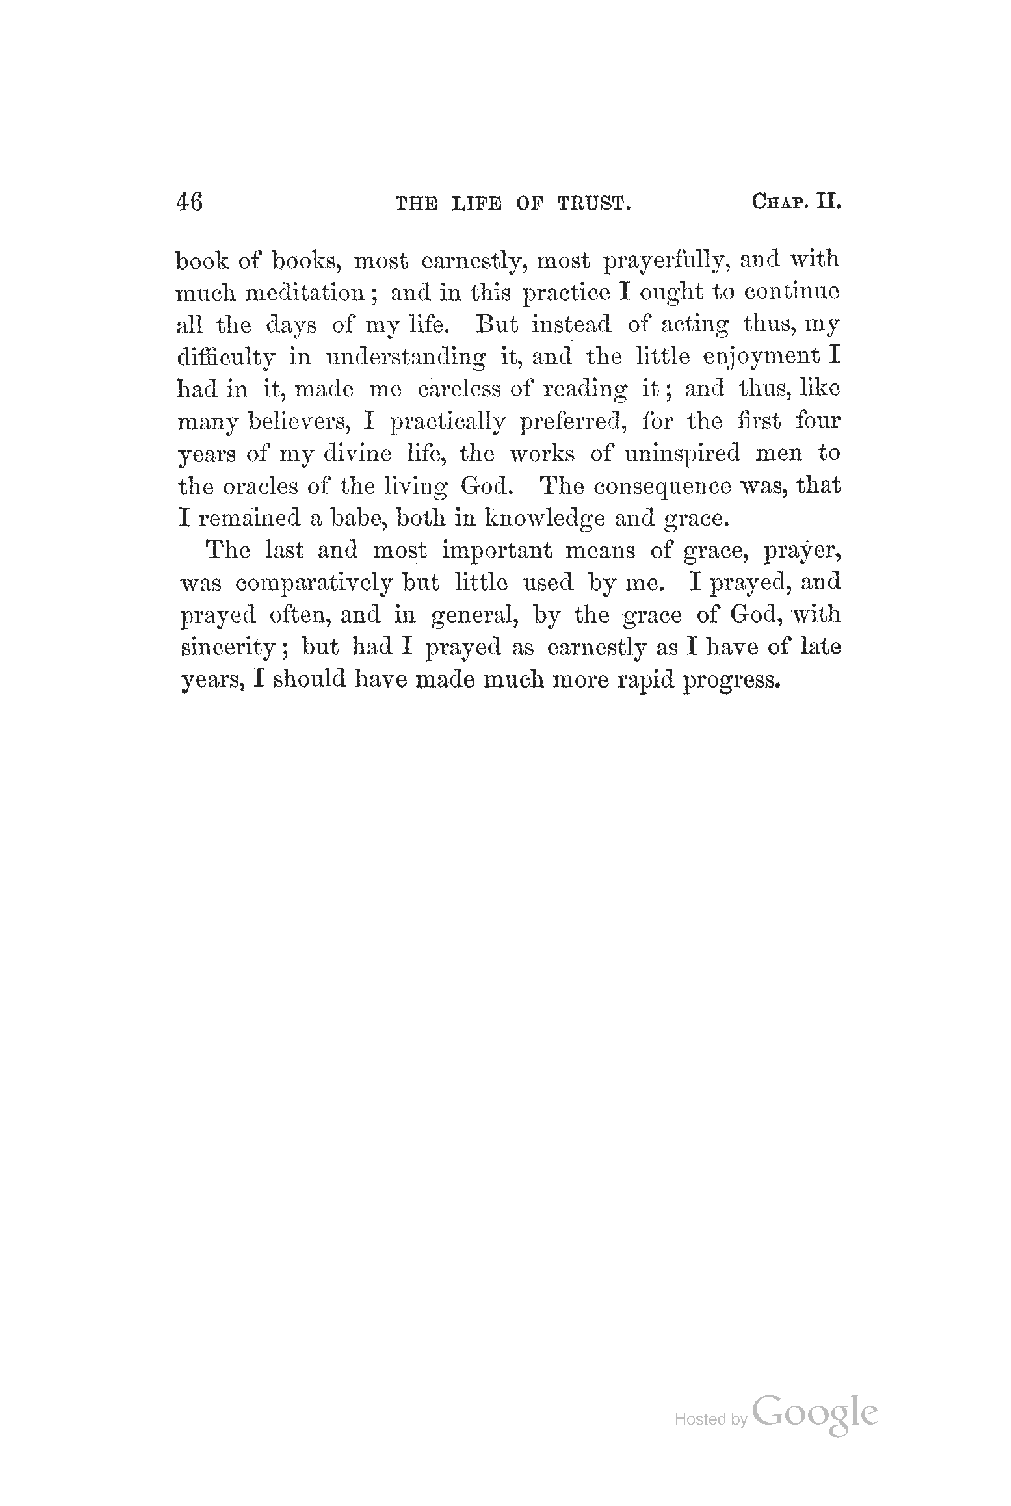 46 THE LIFE OF TRUST. CHAP. II.
book of books, most earnestly, most prayerfully, and with
much meditation; and in this practice I ought to continue
all the days of my life. But instead of acting thus, my
difficulty in understanding it, and the little enjoyment I
had in it, made me careless of reading it; and thus, like
many believers, I practically preferred, for the first four
years of my divine life, the works of uninspired men to
the oracles of the living God. The consequence was, that
I remained a babe, both in knowledge and grace.
The last and most important means of grace, prayer,
was comparatively but little used by me. I prayed, and
prayed often, and in general, by the grace of God, with
sincerity; but had I prayed as earnestly as I have of late
years, I should have made much more rapid progress.
Hosted by Google